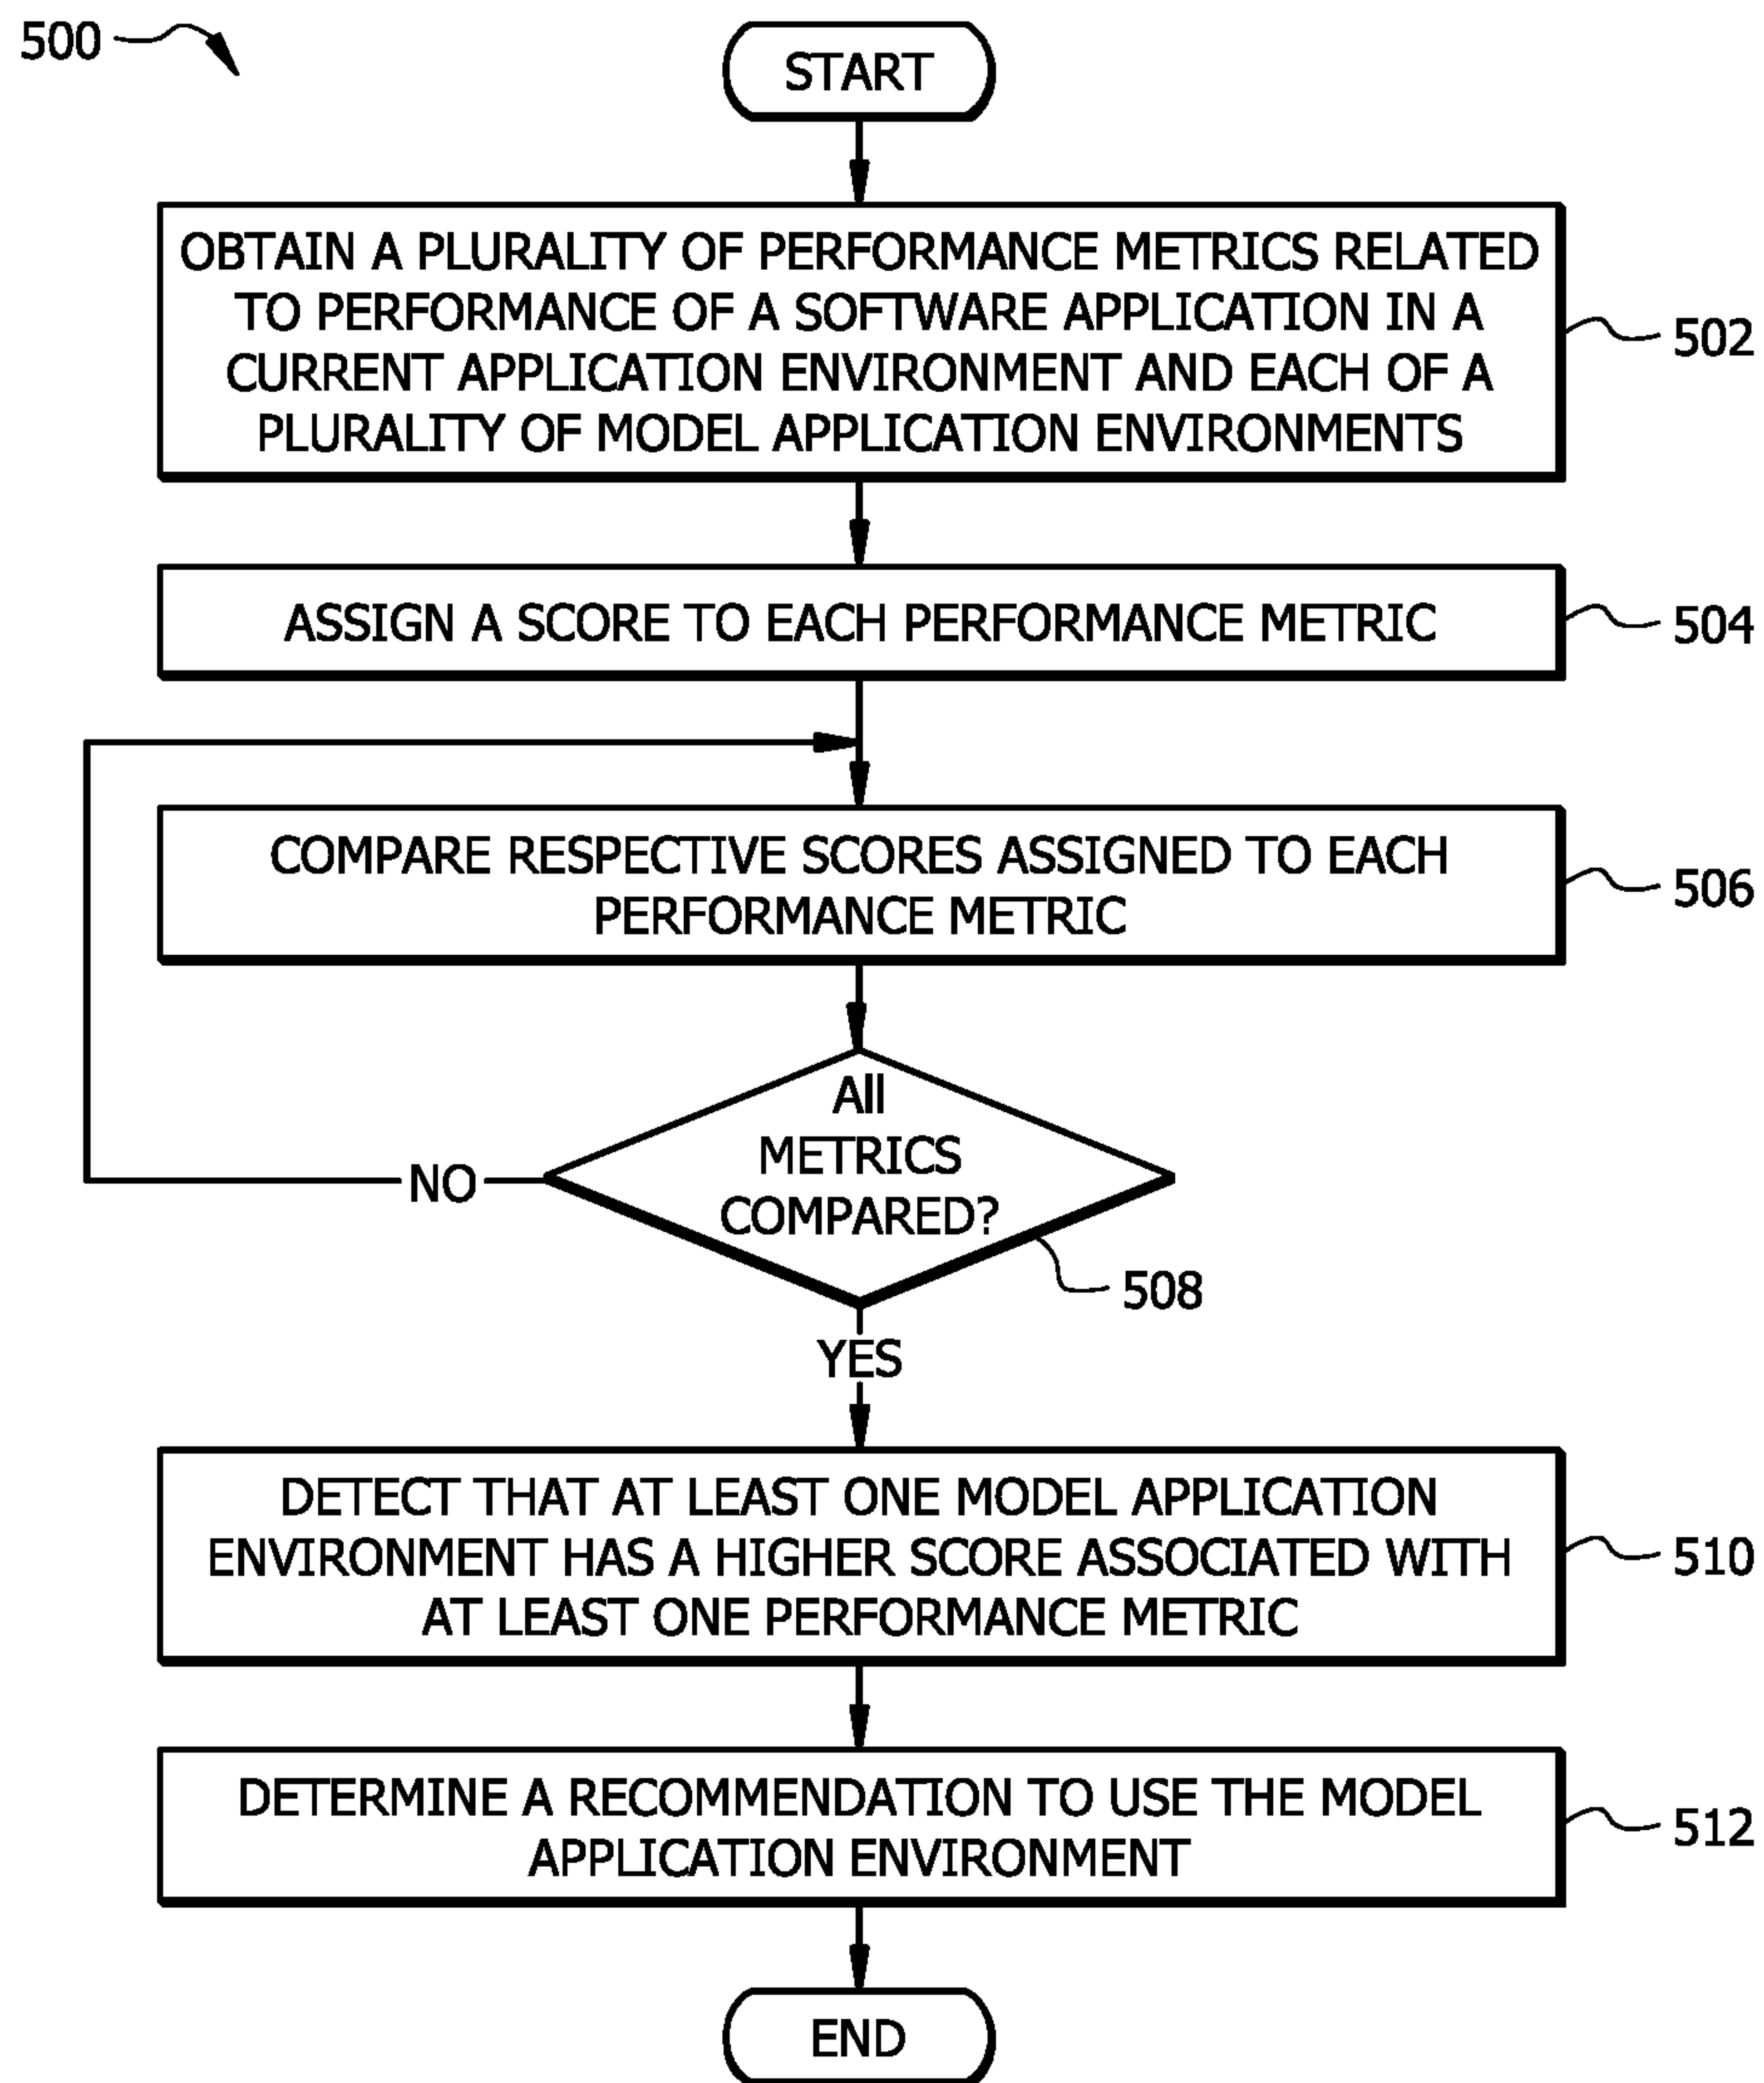 500
START
OBTAIN A PLURALITY OF PERFORMANCE METRICS RELATED
TO PERFORMANCE OF A SOFTWARE APPLICATION IN A
CURRENT APPLICATION ENVIRONMENT AND EACH OF A
PLURALITY OF MODEL APPLICATION ENVIRONMENTS
502
ASSIGN A SCORE TO EACH PERFORMANCE METRIC
504
COMPARE RESPECTIVE SCORES ASSIGNED TO EACH
PERFORMANCE METRIC
506
All
METRICS
COMPARED?
NO
508
YES
DETECT THAT AT LEAST ONE MODEL APPLICATION
ENVIRONMENT HAS A HIGHER SCORE ASSOCIATED WITH
AT LEAST ONE PERFORMANCE METRIC
510
DETERMINE A RECOMMENDATION TO USE THE MODEL
APPLICATION ENVIRONMENT
512
END